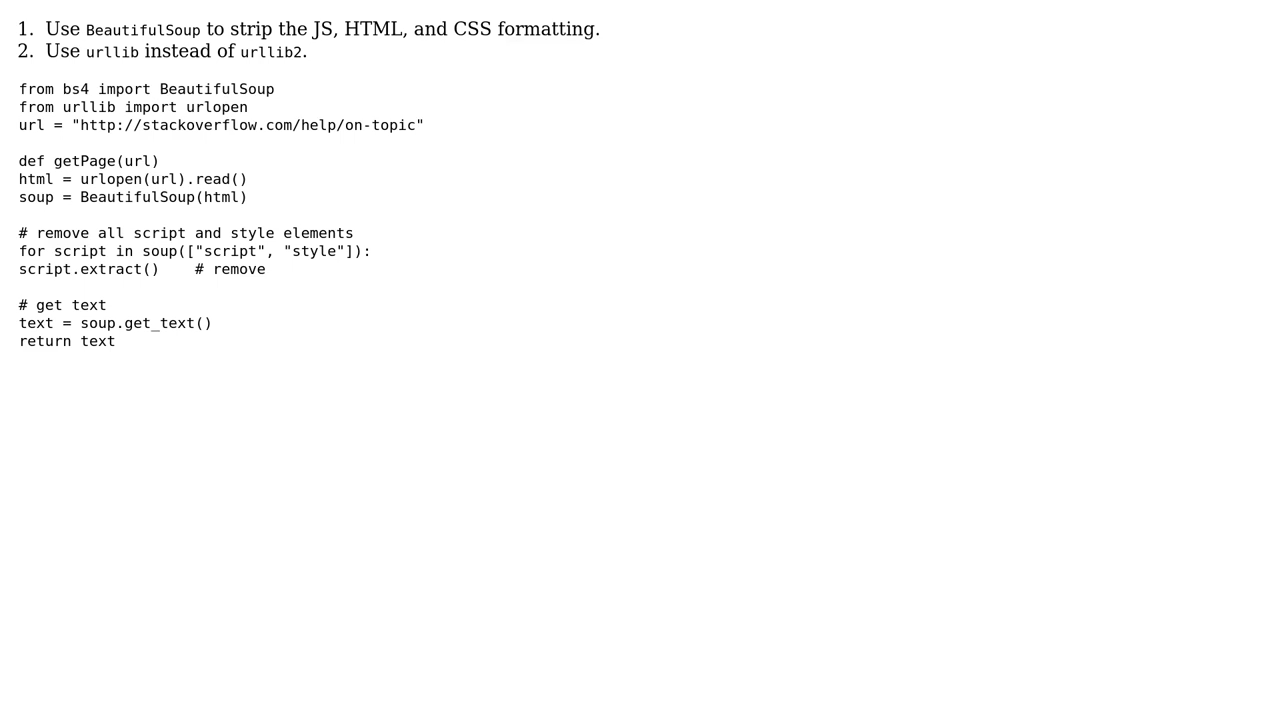 1. Use BeautifulSoup to strip the JS, HTML, and CSS formatting.
2. Use urllib instead of urllib2.
from bs4 import BeautifulSoup
from urllib import urlopen
url = "http://stackoverflow.com/help/on-topic"
def getPage(url)
html = urlopen(url).read()
soup = BeautifulSoup(html)
# remove all script and style elements
for script in soup(["script", "style"]):
script.extract()    # remove
# get text
text = soup.get_text()
return text